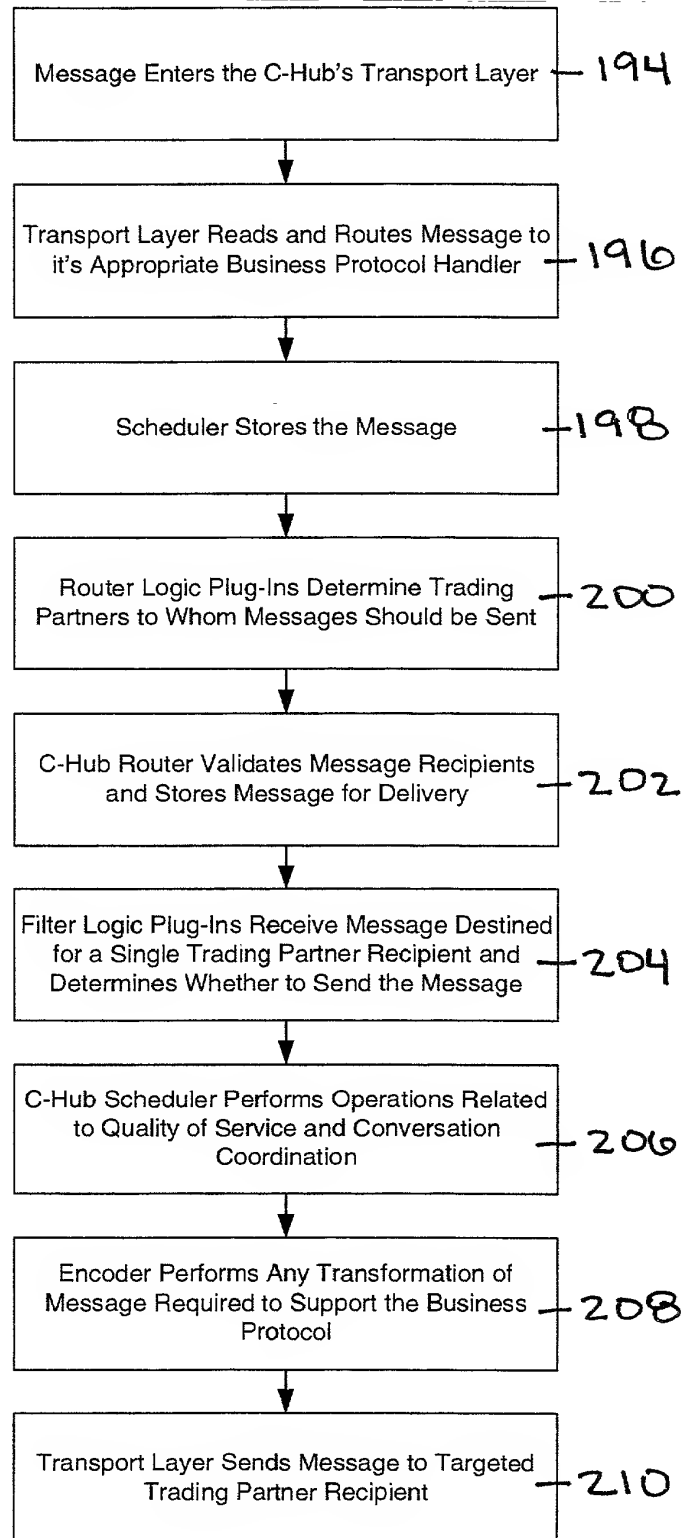 Message Enters the C-Hub's Transport Layer 194
Transport Layer Reads and Routes Message to
it's Appropriate Business Protocol Handler 196
Scheduler Stores the Message 198
Router Logic Plug-Ins Determine Trading
Partners to Whom Messages Should be Sent 200
C-Hub Router Validates Message Recipients
and Stores Message for Delivery 202
Filter Logic Plug-Ins Receive Message Destined
for a Single Trading Partner Recipient and
Determines Whether to Send the Message 204
C-Hub Scheduler Performs Operations Related
to Quality of Service and Conversation
Coordination 206
Encoder Performs Any Transformation of
Message Required to Support the Business
Protocol 208
Transport Layer Sends Message to Targeted
Trading Partner Recipient 210